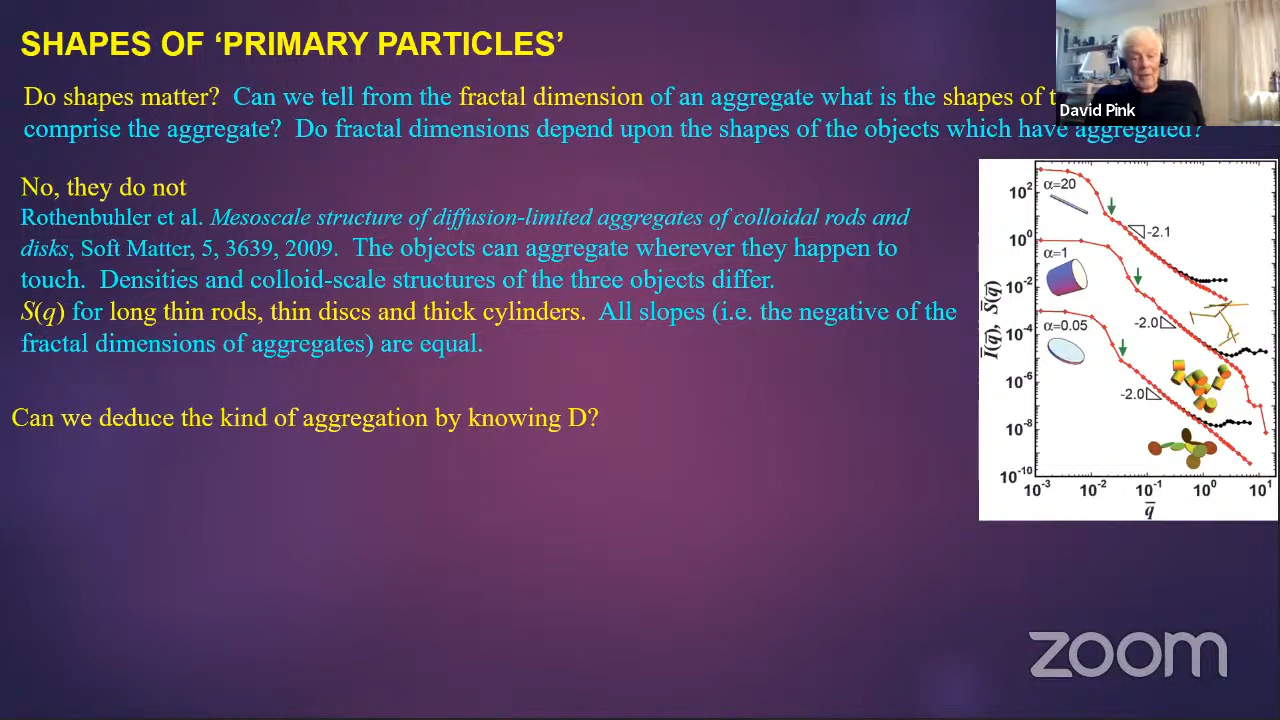 SHAPES OF ‘PRIMARY PARTICLES’
Do shapes matter? Can we tell from the fractal dimension of an aggregate what is the shapes of
comprise the aggregate? Do fractal dimensions depend upon the shapes of the objects which have aggregated?
David Pink
No, they do not
Rothenbuhler et al. Mesoscale structure of diffusion-limited aggregates of colloidal rods and
disks, Soft Matter, 5, 3639, 2009. The objects can aggregate wherever they happen to
touch. Densities and colloid-scale structures of the three objects differ.
S(q) for long thin rods, thin discs and thick cylinders. All slopes (i.e. the negative of the
fractal dimensions of aggregates) are equal.
Can we deduce the kind of aggregation by knowing D?
α=20
-2.1
α=1
-2.0
α=0.05
-2.0
10² 
10⁰
10⁻²
10⁻⁴
10⁻⁶
10⁻⁸
10⁻¹⁰
I̅(q̅), S̅(q̅)
10⁻³ 10⁻² 10⁻¹ 10⁰ 10¹
q̅
zoom